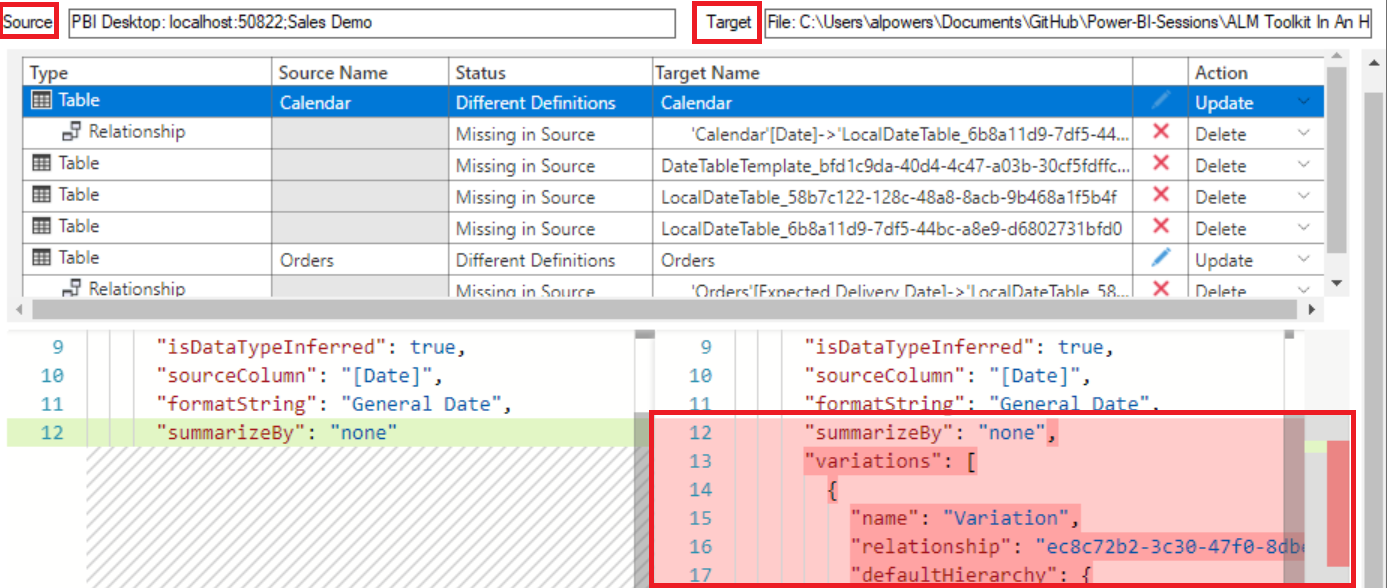 Source PBI Desktop: localhost:50822;Sales Demo Target File: C:\Users\alpowers\Documents\GitHub\Power-BI-Sessions\ALM Toolkit In An H
Type Source Name Status Target Name Action
Table Calendar Different Definitions Calendar Update
Relationship Missing in Source 'Calendar'[Date]->'LocalDateTable_6b8a11d9-7df5-44... Delete
Table Missing in Source DateTableTemplate_bfd1c9da-40d4-4c47-a03b-30cf5fdffc... Delete
Table Missing in Source LocalDateTable_58b7c122-128c-48a8-8acb-9b468a1f5b4f Delete
Table Missing in Source LocalDateTable_6b8a11d9-7df5-44bc-a8e9-d6802731bfd0 Delete
Table Orders Different Definitions Orders Update
Relationship Missing in Source 'Orders'[Expected Delivery Date]->'LocalDateTable_58... Delete
9 "isDataTypeInferred": true,
10 "sourceColumn": "[Date]",
11 "formatString": "General Date",
12 "summarizeBy": "none"
9 "isDataTypeInferred": true,
10 "sourceColumn": "[Date]",
11 "formatString": "General Date",
12 "summarizeBy": "none",
13 "variations": [
14 {
15 "name": "Variation",
16 "relationship": "ec8c72b2-3c30-47f0-8db
17 "defaultHierarchy": {